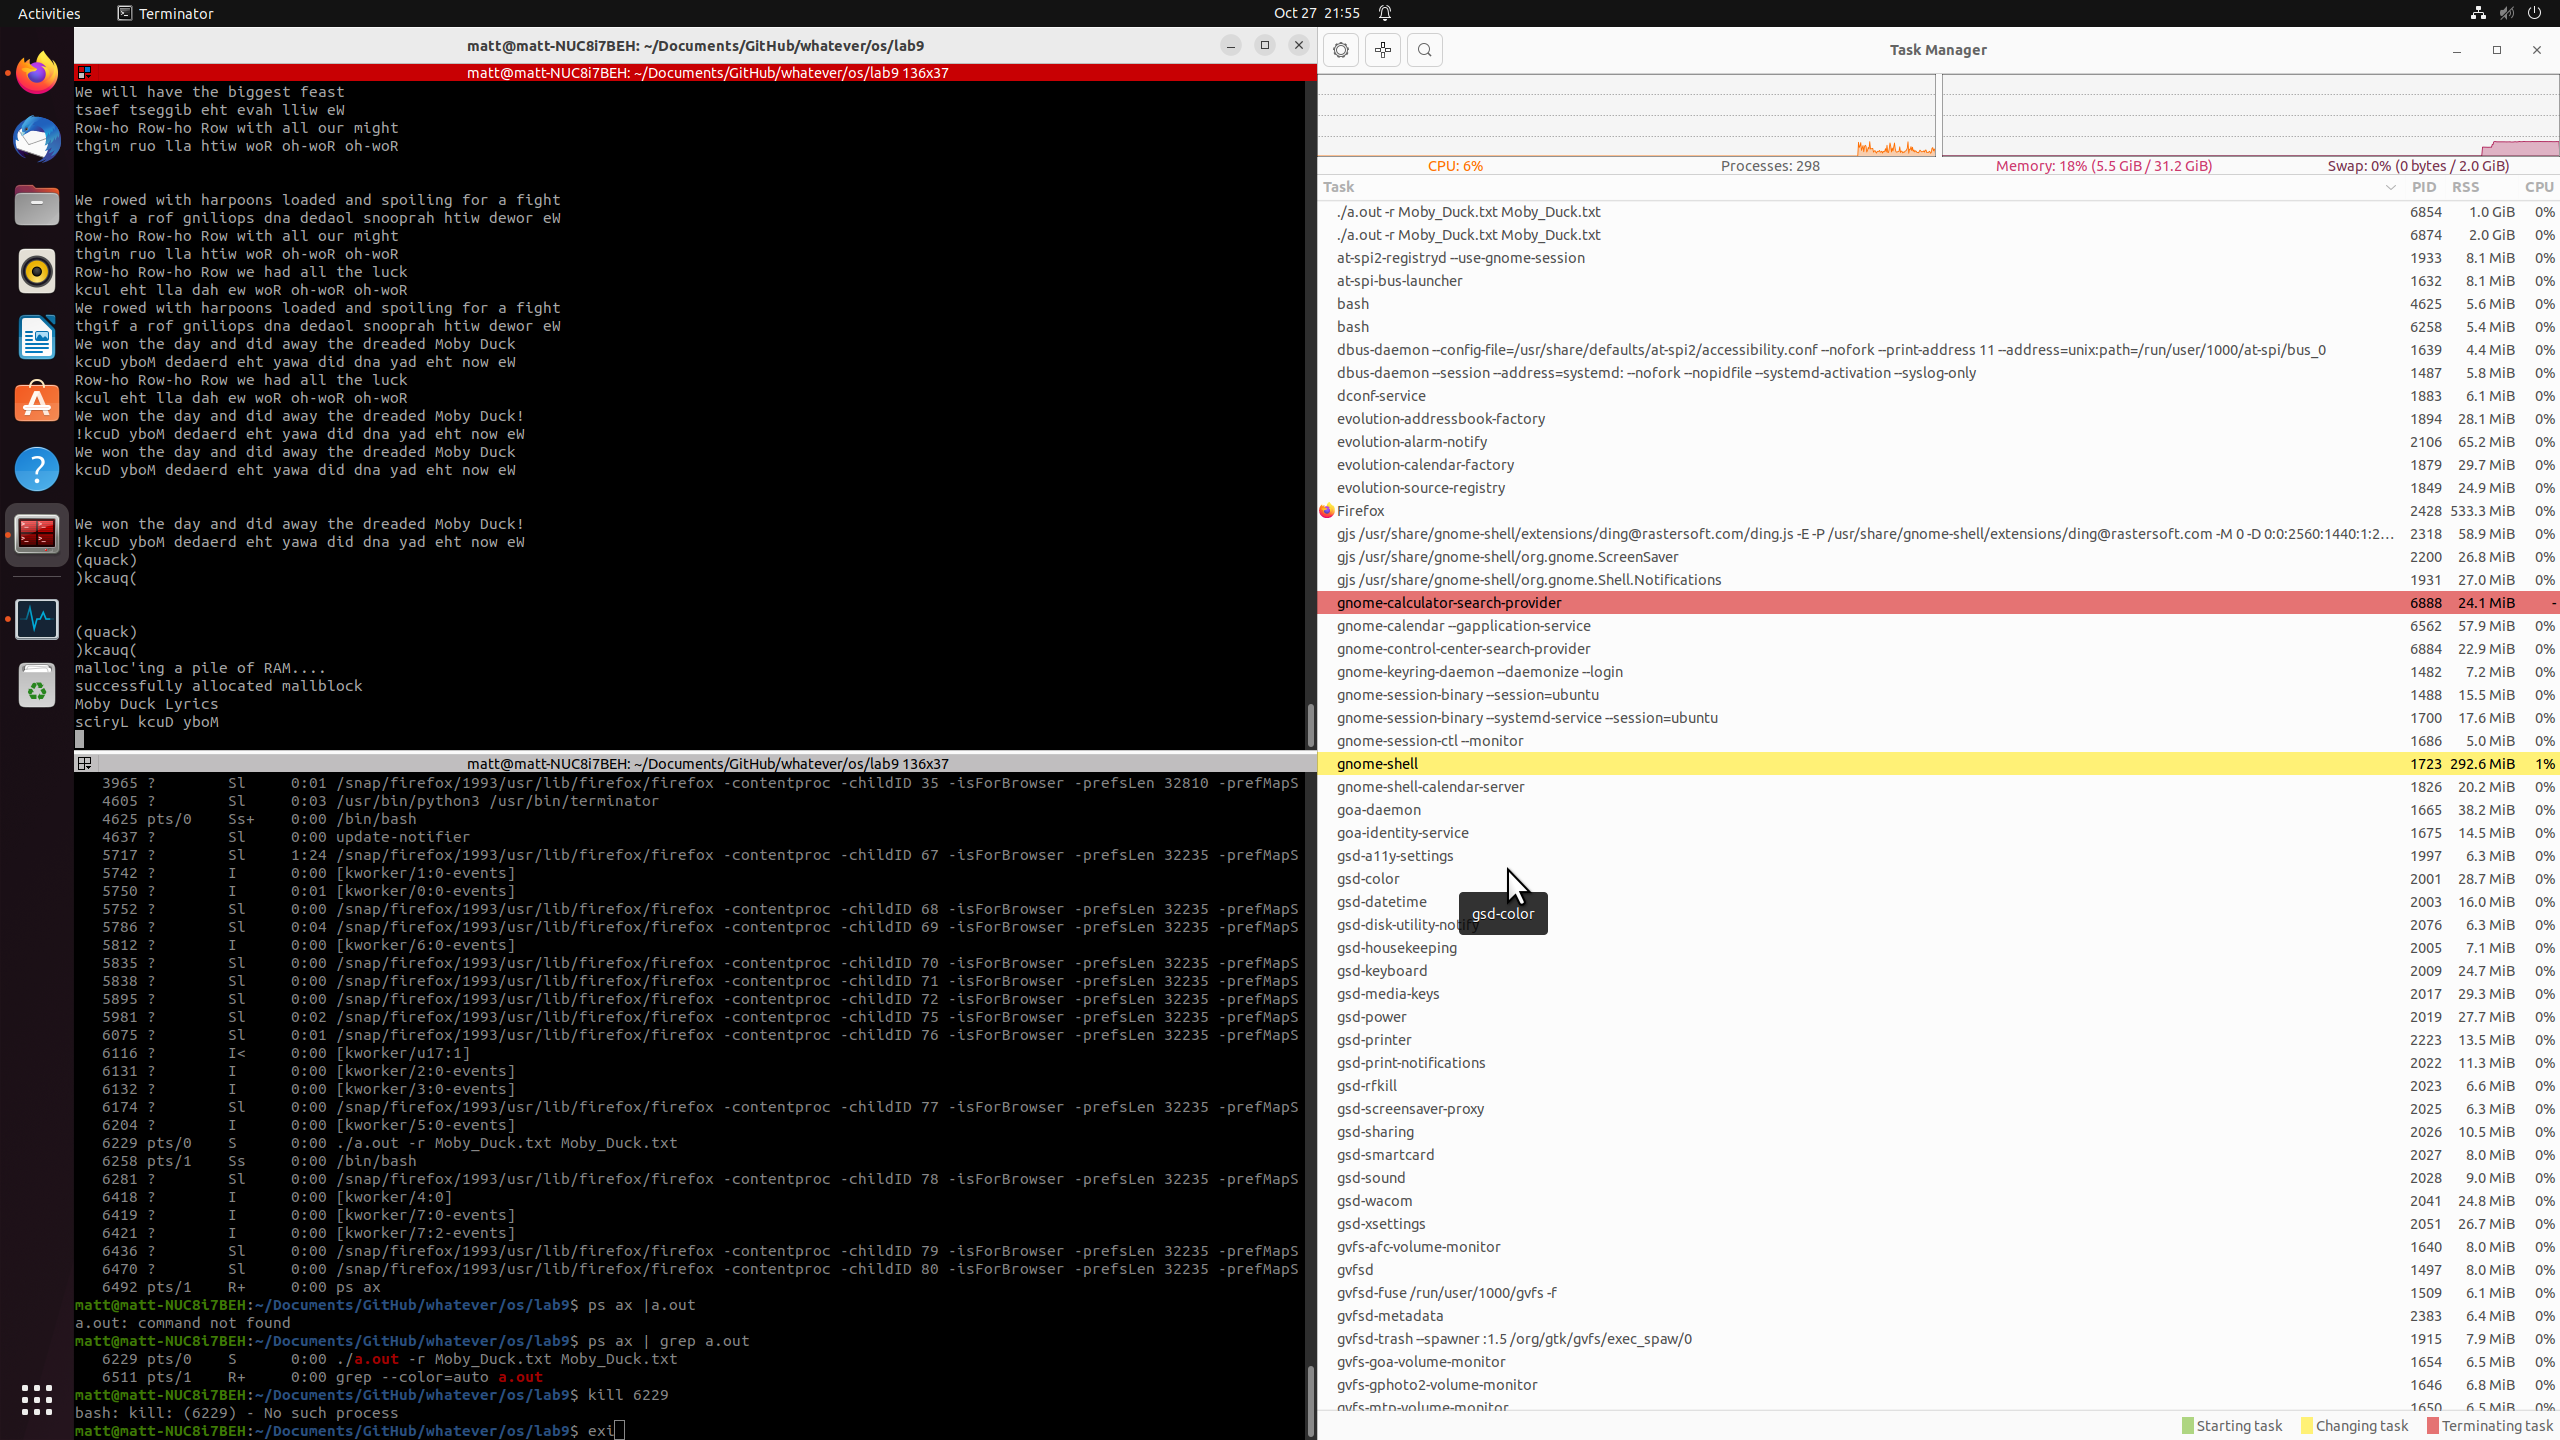 Activities
Terminator
Oct 27 21:55
matt@matt-NUC8i7BEH: ~/Documents/GitHub/whatever/os/lab9
matt@matt-NUC8i7BEH: ~/Documents/GitHub/whatever/os/lab9 136x37
We will have the biggest feast
tsaef tseggib eht evah lliw eW
Row-ho Row-ho Row with all our might
thgim ruo lla htiw woR oh-woR oh-woR
We rowed with harpoons loaded and spoiling for a fight
thgif a rof gniliops dna dedaol snooprah htiw dewor eW
Row-ho Row-ho Row with all our might
thgim ruo lla htiw woR oh-woR oh-woR
Row-ho Row-ho Row we had all the luck
kcul eht lla dah ew woR oh-woR oh-woR
We rowed with harpoons loaded and spoiling for a fight
thgif a rof gniliops dna dedaol snooprah htiw dewor eW
We won the day and did away the dreaded Moby Duck
kcuD yboM dedaerd eht yawa did dna yad eht now eW
Row-ho Row-ho Row we had all the luck
kcul eht lla dah ew woR oh-woR oh-woR
We won the day and did away the dreaded Moby Duck!
!kcuD yboM dedaerd eht yawa did dna yad eht now eW
We won the day and did away the dreaded Moby Duck
kcuD yboM dedaerd eht yawa did dna yad eht now eW
We won the day and did away the dreaded Moby Duck!
!kcuD yboM dedaerd eht yawa did dna yad eht now eW
(quack)
)kcauq(
(quack)
)kcauq(
malloc'ing a pile of RAM....
successfully allocated mallblock
Moby Duck Lyrics
sciryL kcuD yboM
matt@matt-NUC8i7BEH: ~/Documents/GitHub/whatever/os/lab9 136x37
3965 ? Sl 0:01 /snap/firefox/1993/usr/lib/firefox/firefox -contentproc -childID 35 -isForBrowser -prefsLen 32810 -prefMapS
4605 ? Sl 0:03 /usr/bin/python3 /usr/bin/terminator
4625 pts/0 Ss+ 0:00 /bin/bash
4637 ? Sl 0:00 update-notifier
5717 ? Sl 1:24 /snap/firefox/1993/usr/lib/firefox/firefox -contentproc -childID 67 -isForBrowser -prefsLen 32235 -prefMapS
5742 ? I 0:00 [kworker/1:0-events]
5750 ? I 0:01 [kworker/0:0-events]
5752 ? Sl 0:00 /snap/firefox/1993/usr/lib/firefox/firefox -contentproc -childID 68 -isForBrowser -prefsLen 32235 -prefMapS
5786 ? Sl 0:04 /snap/firefox/1993/usr/lib/firefox/firefox -contentproc -childID 69 -isForBrowser -prefsLen 32235 -prefMapS
5812 ? I 0:00 [kworker/6:0-events]
5835 ? Sl 0:00 /snap/firefox/1993/usr/lib/firefox/firefox -contentproc -childID 70 -isForBrowser -prefsLen 32235 -prefMapS
5838 ? Sl 0:00 /snap/firefox/1993/usr/lib/firefox/firefox -contentproc -childID 71 -isForBrowser -prefsLen 32235 -prefMapS
5895 ? Sl 0:00 /snap/firefox/1993/usr/lib/firefox/firefox -contentproc -childID 72 -isForBrowser -prefsLen 32235 -prefMapS
5981 ? Sl 0:02 /snap/firefox/1993/usr/lib/firefox/firefox -contentproc -childID 75 -isForBrowser -prefsLen 32235 -prefMapS
6075 ? Sl 0:01 /snap/firefox/1993/usr/lib/firefox/firefox -contentproc -childID 76 -isForBrowser -prefsLen 32235 -prefMapS
6116 ? I< 0:00 [kworker/u17:1]
6131 ? I 0:00 [kworker/2:0-events]
6132 ? I 0:00 [kworker/3:0-events]
6174 ? Sl 0:00 /snap/firefox/1993/usr/lib/firefox/firefox -contentproc -childID 77 -isForBrowser -prefsLen 32235 -prefMapS
6204 ? I 0:00 [kworker/5:0-events]
6229 pts/0 S 0:00 ./a.out -r Moby_Duck.txt Moby_Duck.txt
6258 pts/1 Ss 0:00 /bin/bash
6281 ? Sl 0:00 /snap/firefox/1993/usr/lib/firefox/firefox -contentproc -childID 78 -isForBrowser -prefsLen 32235 -prefMapS
6418 ? I 0:00 [kworker/4:0]
6419 ? I 0:00 [kworker/7:0-events]
6421 ? I 0:00 [kworker/7:2-events]
6436 ? Sl 0:00 /snap/firefox/1993/usr/lib/firefox/firefox -contentproc -childID 79 -isForBrowser -prefsLen 32235 -prefMapS
6470 ? Sl 0:00 /snap/firefox/1993/usr/lib/firefox/firefox -contentproc -childID 80 -isForBrowser -prefsLen 32235 -prefMapS
6492 pts/1 R+ 0:00 ps ax
matt@matt-NUC8i7BEH:~/Documents/GitHub/whatever/os/lab9$ ps ax |a.out
a.out: command not found
matt@matt-NUC8i7BEH:~/Documents/GitHub/whatever/os/lab9$ ps ax | grep a.out
6229 pts/0 S 0:00 ./a.out -r Moby_Duck.txt Moby_Duck.txt
6511 pts/1 R+ 0:00 grep --color=auto a.out
matt@matt-NUC8i7BEH:~/Documents/GitHub/whatever/os/lab9$ kill 6229
bash: kill: (6229) - No such process
matt@matt-NUC8i7BEH:~/Documents/GitHub/whatever/os/lab9$ exi
Task Manager
CPU: 6%
Processes: 298
Memory: 18% (5.5 GiB / 31.2 GiB)
Swap: 0% (0 bytes / 2.0 GiB)
Task PID RSS CPU
./a.out -r Moby_Duck.txt Moby_Duck.txt 6854 1.0 GiB 0%
./a.out -r Moby_Duck.txt Moby_Duck.txt 6874 2.0 GiB 0%
at-spi2-registryd --use-gnome-session 1933 8.1 MiB 0%
at-spi-bus-launcher 1632 8.1 MiB 0%
bash 4625 5.6 MiB 0%
bash 6258 5.4 MiB 0%
dbus-daemon --config-file=/usr/share/defaults/at-spi2/accessibility.conf --nofork --print-address 11 --address=unix:path=/run/user/1000/at-spi/bus_0 1639 4.4 MiB 0%
dbus-daemon --session --address=systemd: --nofork --nopidfile --systemd-activation --syslog-only 1487 5.8 MiB 0%
dconf-service 1883 6.1 MiB 0%
evolution-addressbook-factory 1894 28.1 MiB 0%
evolution-alarm-notify 2106 65.2 MiB 0%
evolution-calendar-factory 1879 29.7 MiB 0%
evolution-source-registry 1849 24.9 MiB 0%
Firefox 2428 533.3 MiB 0%
gjs /usr/share/gnome-shell/extensions/ding@rastersoft.com/ding.js -E -P /usr/share/gnome-shell/extensions/ding@rastersoft.com -M 0 -D 0:0:2560:1440:1:2... 2318 58.9 MiB 0%
gjs /usr/share/gnome-shell/org.gnome.ScreenSaver 2200 26.8 MiB 0%
gjs /usr/share/gnome-shell/org.gnome.Shell.Notifications 1931 27.0 MiB 0%
gnome-calculator-search-provider 6888 24.1 MiB -
gnome-calendar --gapplication-service 6562 57.9 MiB 0%
gnome-control-center-search-provider 6884 22.9 MiB 0%
gnome-keyring-daemon --daemonize --login 1482 7.2 MiB 0%
gnome-session-binary --session=ubuntu 1488 15.5 MiB 0%
gnome-session-binary --systemd-service --session=ubuntu 1700 17.6 MiB 0%
gnome-session-ctl --monitor 1686 5.0 MiB 0%
gnome-shell 1723 292.6 MiB 1%
gnome-shell-calendar-server 1826 20.2 MiB 0%
goa-daemon 1665 38.2 MiB 0%
goa-identity-service 1675 14.5 MiB 0%
gsd-a11y-settings 1997 6.3 MiB 0%
gsd-color 2001 28.7 MiB 0%
gsd-datetime 2003 16.0 MiB 0%
gsd-color
gsd-disk-utility-notify 2076 6.3 MiB 0%
gsd-housekeeping 2005 7.1 MiB 0%
gsd-keyboard 2009 24.7 MiB 0%
gsd-media-keys 2017 29.3 MiB 0%
gsd-power 2019 27.7 MiB 0%
gsd-printer 2223 13.5 MiB 0%
gsd-print-notifications 2022 11.3 MiB 0%
gsd-rfkill 2023 6.6 MiB 0%
gsd-screensaver-proxy 2025 6.3 MiB 0%
gsd-sharing 2026 10.5 MiB 0%
gsd-smartcard 2027 8.0 MiB 0%
gsd-sound 2028 9.0 MiB 0%
gsd-wacom 2041 24.8 MiB 0%
gsd-xsettings 2051 26.7 MiB 0%
gvfs-afc-volume-monitor 1640 8.0 MiB 0%
gvfsd 1497 8.0 MiB 0%
gvfsd-fuse /run/user/1000/gvfs -f 1509 6.1 MiB 0%
gvfsd-metadata 2383 6.4 MiB 0%
gvfsd-trash --spawner :1.5 /org/gtk/gvfs/exec_spaw/0 1915 7.9 MiB 0%
gvfs-goa-volume-monitor 1654 6.5 MiB 0%
gvfs-gphoto2-volume-monitor 1646 6.8 MiB 0%
gvfs-mtp-volume-monitor 1650 6.5 MiB 0%
Starting task
Changing task
Terminating task